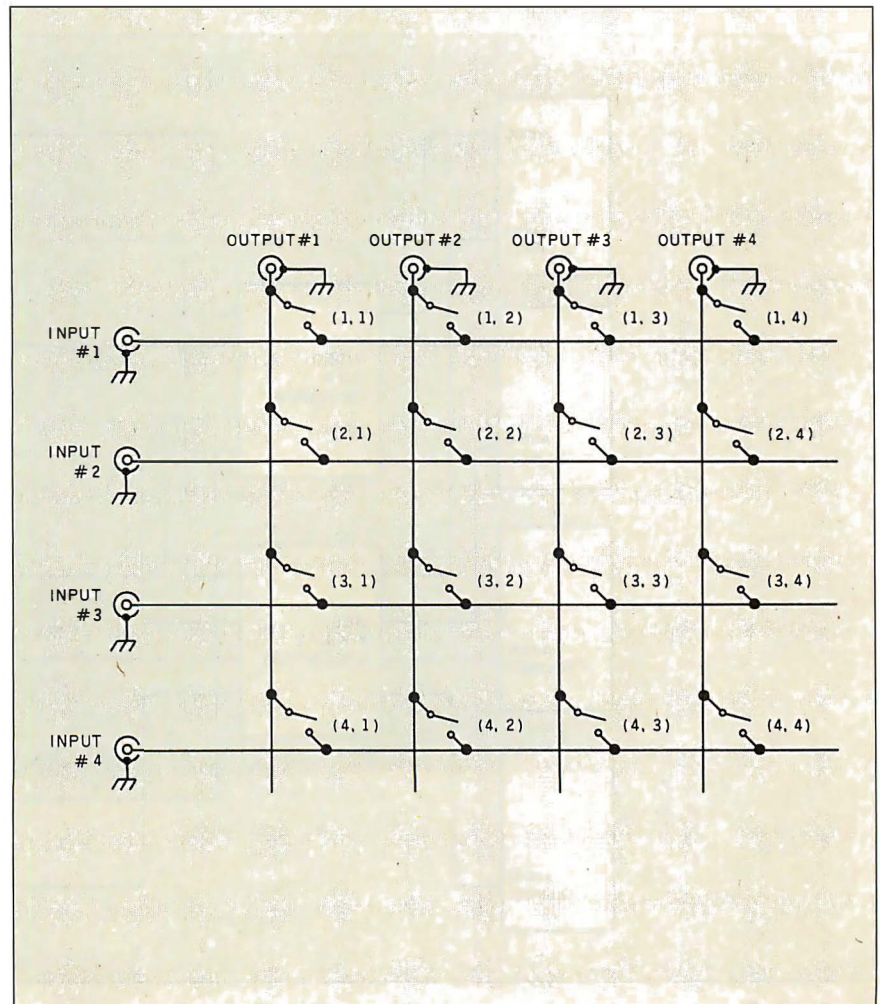 OUTPUT #1 OUTPUT #2 OUTPUT #3 OUTPUT #4
(1, 1) (1, 2) (1, 3) (1, 4)
INPUT
#1
(2, 1) (2, 2) (2, 3) (2, 4)
INPUT
#2
(3, 1) (3, 2) (3, 3) (3, 4)
INPUT
#3
(4, 1) (4, 2) (4, 3) (4, 4)
INPUT
#4